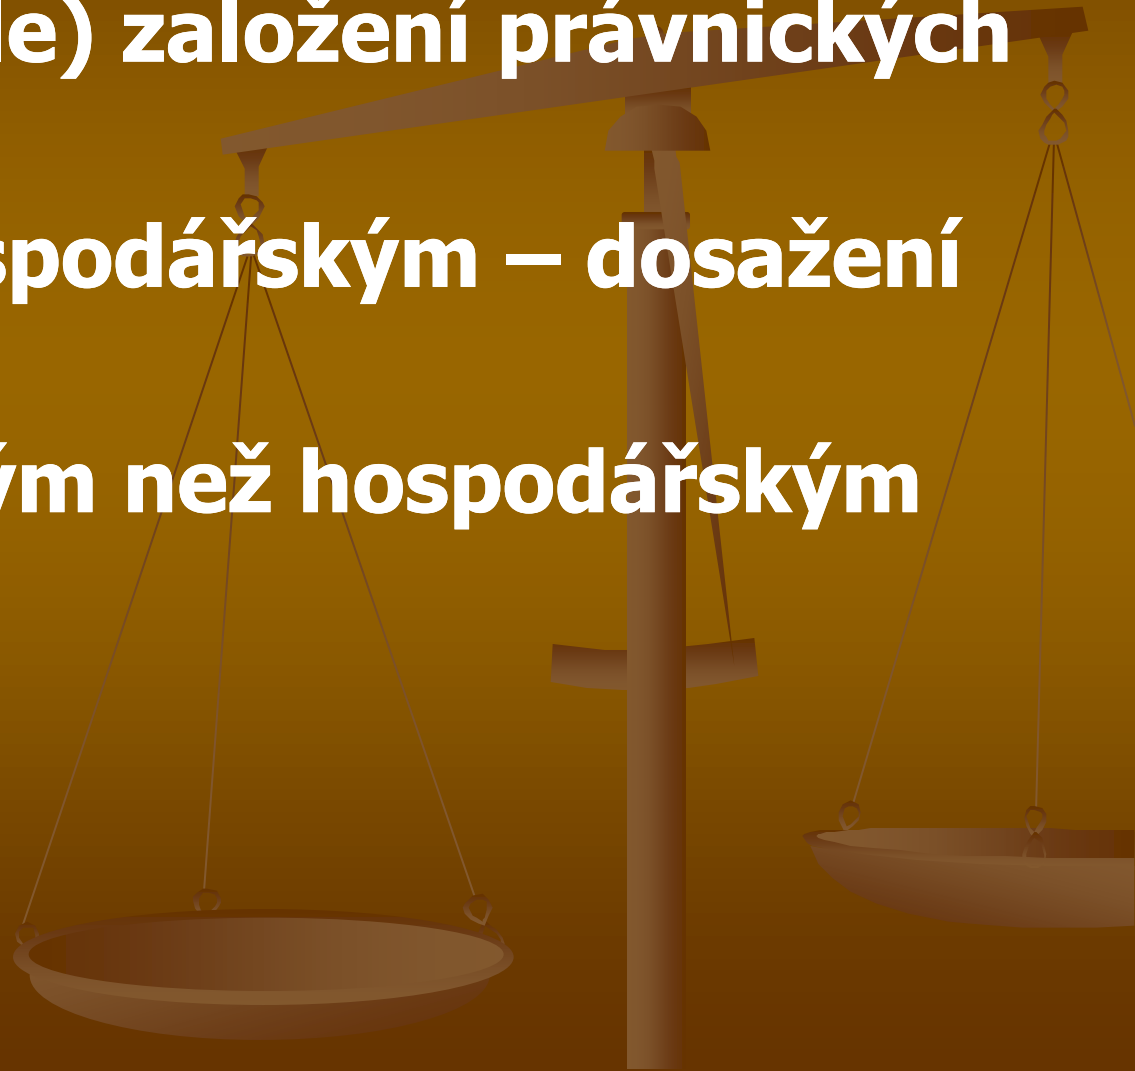 le) založení právnických
spodářským – dosažení
ým než hospodářským